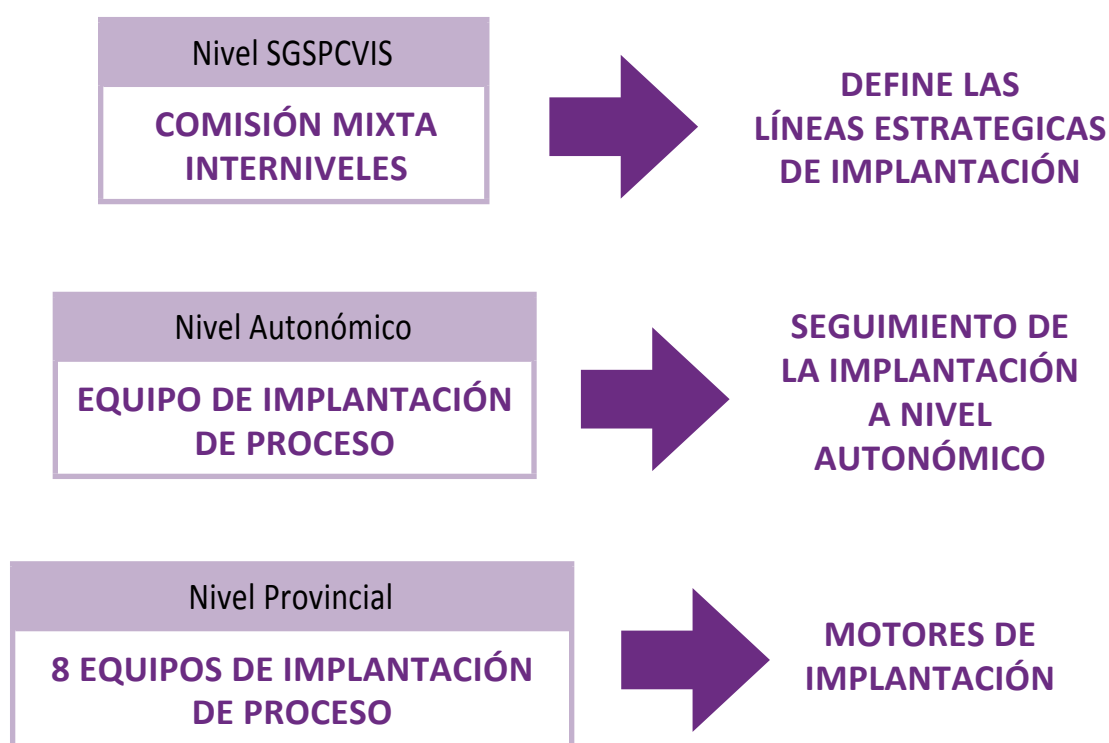 Nivel SGSPCVIS
COMISIÓN MIXTA
INTERNIVELES
DEFINE LAS
LÍNEAS ESTRATEGICAS
DE IMPLANTACIÓN
Nivel Autonómico
EQUIPO DE IMPLANTACIÓN
DE PROCESO
SEGUIMIENTO DE
LA IMPLANTACIÓN
A NIVEL
AUTONÓMICO
Nivel Provincial
8 EQUIPOS DE IMPLANTACIÓN
DE PROCESO
MOTORES DE
IMPLANTACIÓN